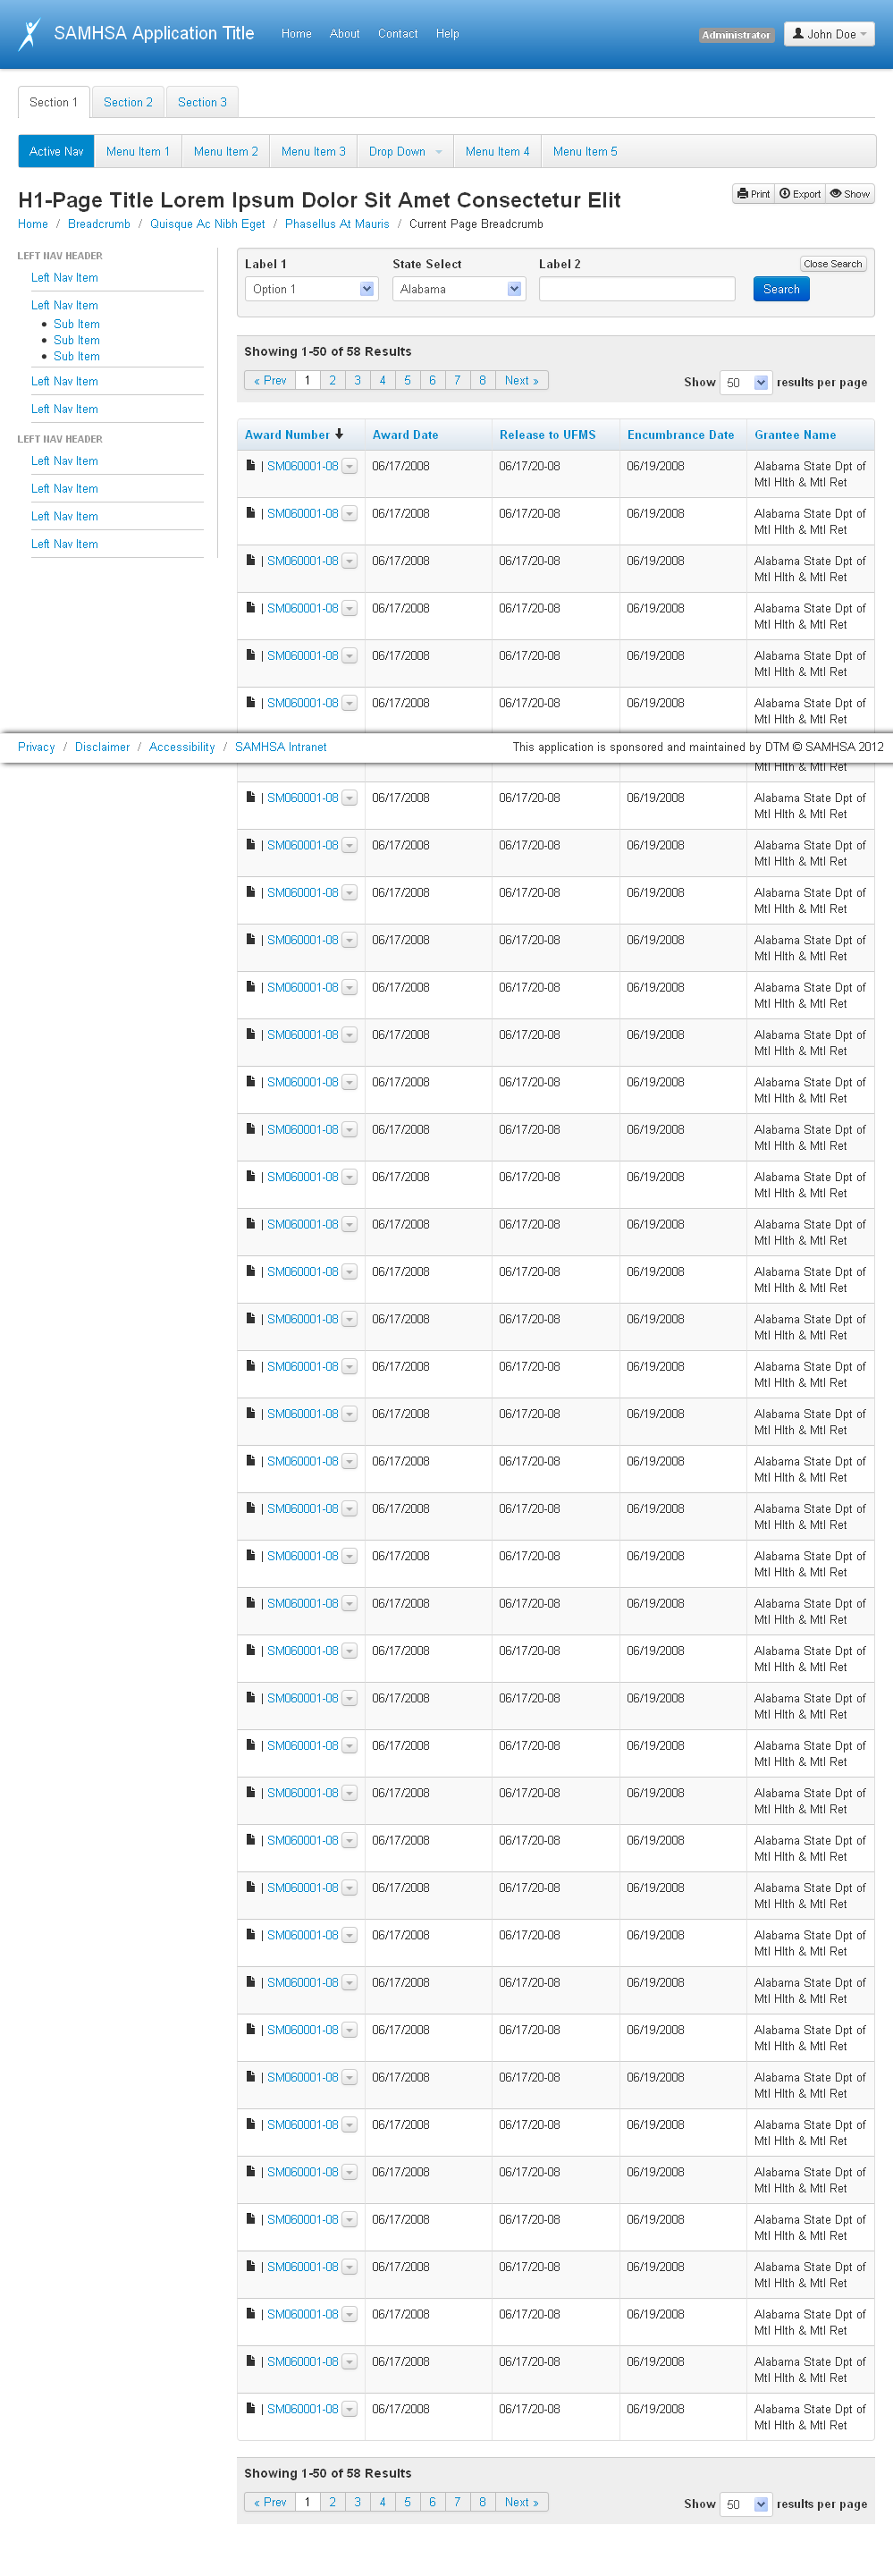 SAMHSA Application Title Home About Contact Help Administrator John Doe
Section 1 Section 2 Section 3
Active Nav Menu Item 1 Menu Item 2 Menu Item 3 Drop Down Menu Item 4 Menu Item 5
H1-Page Title Lorem Ipsum Dolor Sit Amet Consectetur Elit Print Export Show
Home / Breadcrumb / Quisque Ac Nibh Eget / Phasellus At Mauris / Current Page Breadcrumb
LEFT NAV HEADER
Left Nav Item
Left Nav Item
• Sub Item
• Sub Item
• Sub Item
Left Nav Item
Left Nav Item
LEFT NAV HEADER
Left Nav Item
Left Nav Item
Left Nav Item
Left Nav Item
Label 1 State Select Label 2 Close Search
Option 1 Alabama Search
Showing 1-50 of 58 Results
« Prev 1 2 3 4 5 6 7 8 Next » Show 50 results per page
Award Number Award Date Release to UFMS Encumbrance Date Grantee Name
| SM060001-08 06/17/2008 06/17/20-08 06/19/2008 Alabama State Dpt of
Mtl Hlth & Mtl Ret
| SM060001-08 06/17/2008 06/17/20-08 06/19/2008 Alabama State Dpt of
Mtl Hlth & Mtl Ret
| SM060001-08 06/17/2008 06/17/20-08 06/19/2008 Alabama State Dpt of
Mtl Hlth & Mtl Ret
| SM060001-08 06/17/2008 06/17/20-08 06/19/2008 Alabama State Dpt of
Mtl Hlth & Mtl Ret
| SM060001-08 06/17/2008 06/17/20-08 06/19/2008 Alabama State Dpt of
Mtl Hlth & Mtl Ret
| SM060001-08 06/17/2008 06/17/20-08 06/19/2008 Alabama State Dpt of
Mtl Hlth & Mtl Ret
Privacy / Disclaimer / Accessibility / SAMHSA Intranet This application is sponsored and maintained by DTM © SAMHSA 2012
Mtl Hlth & Mtl Ret
| SM060001-08 06/17/2008 06/17/20-08 06/19/2008 Alabama State Dpt of
Mtl Hlth & Mtl Ret
| SM060001-08 06/17/2008 06/17/20-08 06/19/2008 Alabama State Dpt of
Mtl Hlth & Mtl Ret
| SM060001-08 06/17/2008 06/17/20-08 06/19/2008 Alabama State Dpt of
Mtl Hlth & Mtl Ret
| SM060001-08 06/17/2008 06/17/20-08 06/19/2008 Alabama State Dpt of
Mtl Hlth & Mtl Ret
| SM060001-08 06/17/2008 06/17/20-08 06/19/2008 Alabama State Dpt of
Mtl Hlth & Mtl Ret
| SM060001-08 06/17/2008 06/17/20-08 06/19/2008 Alabama State Dpt of
Mtl Hlth & Mtl Ret
| SM060001-08 06/17/2008 06/17/20-08 06/19/2008 Alabama State Dpt of
Mtl Hlth & Mtl Ret
| SM060001-08 06/17/2008 06/17/20-08 06/19/2008 Alabama State Dpt of
Mtl Hlth & Mtl Ret
| SM060001-08 06/17/2008 06/17/20-08 06/19/2008 Alabama State Dpt of
Mtl Hlth & Mtl Ret
| SM060001-08 06/17/2008 06/17/20-08 06/19/2008 Alabama State Dpt of
Mtl Hlth & Mtl Ret
| SM060001-08 06/17/2008 06/17/20-08 06/19/2008 Alabama State Dpt of
Mtl Hlth & Mtl Ret
| SM060001-08 06/17/2008 06/17/20-08 06/19/2008 Alabama State Dpt of
Mtl Hlth & Mtl Ret
| SM060001-08 06/17/2008 06/17/20-08 06/19/2008 Alabama State Dpt of
Mtl Hlth & Mtl Ret
| SM060001-08 06/17/2008 06/17/20-08 06/19/2008 Alabama State Dpt of
Mtl Hlth & Mtl Ret
| SM060001-08 06/17/2008 06/17/20-08 06/19/2008 Alabama State Dpt of
Mtl Hlth & Mtl Ret
| SM060001-08 06/17/2008 06/17/20-08 06/19/2008 Alabama State Dpt of
Mtl Hlth & Mtl Ret
| SM060001-08 06/17/2008 06/17/20-08 06/19/2008 Alabama State Dpt of
Mtl Hlth & Mtl Ret
| SM060001-08 06/17/2008 06/17/20-08 06/19/2008 Alabama State Dpt of
Mtl Hlth & Mtl Ret
| SM060001-08 06/17/2008 06/17/20-08 06/19/2008 Alabama State Dpt of
Mtl Hlth & Mtl Ret
| SM060001-08 06/17/2008 06/17/20-08 06/19/2008 Alabama State Dpt of
Mtl Hlth & Mtl Ret
| SM060001-08 06/17/2008 06/17/20-08 06/19/2008 Alabama State Dpt of
Mtl Hlth & Mtl Ret
| SM060001-08 06/17/2008 06/17/20-08 06/19/2008 Alabama State Dpt of
Mtl Hlth & Mtl Ret
| SM060001-08 06/17/2008 06/17/20-08 06/19/2008 Alabama State Dpt of
Mtl Hlth & Mtl Ret
| SM060001-08 06/17/2008 06/17/20-08 06/19/2008 Alabama State Dpt of
Mtl Hlth & Mtl Ret
| SM060001-08 06/17/2008 06/17/20-08 06/19/2008 Alabama State Dpt of
Mtl Hlth & Mtl Ret
| SM060001-08 06/17/2008 06/17/20-08 06/19/2008 Alabama State Dpt of
Mtl Hlth & Mtl Ret
| SM060001-08 06/17/2008 06/17/20-08 06/19/2008 Alabama State Dpt of
Mtl Hlth & Mtl Ret
| SM060001-08 06/17/2008 06/17/20-08 06/19/2008 Alabama State Dpt of
Mtl Hlth & Mtl Ret
| SM060001-08 06/17/2008 06/17/20-08 06/19/2008 Alabama State Dpt of
Mtl Hlth & Mtl Ret
| SM060001-08 06/17/2008 06/17/20-08 06/19/2008 Alabama State Dpt of
Mtl Hlth & Mtl Ret
| SM060001-08 06/17/2008 06/17/20-08 06/19/2008 Alabama State Dpt of
Mtl Hlth & Mtl Ret
| SM060001-08 06/17/2008 06/17/20-08 06/19/2008 Alabama State Dpt of
Mtl Hlth & Mtl Ret
| SM060001-08 06/17/2008 06/17/20-08 06/19/2008 Alabama State Dpt of
Mtl Hlth & Mtl Ret
| SM060001-08 06/17/2008 06/17/20-08 06/19/2008 Alabama State Dpt of
Mtl Hlth & Mtl Ret
| SM060001-08 06/17/2008 06/17/20-08 06/19/2008 Alabama State Dpt of
Mtl Hlth & Mtl Ret
Showing 1-50 of 58 Results
« Prev 1 2 3 4 5 6 7 8 Next » Show 50 results per page